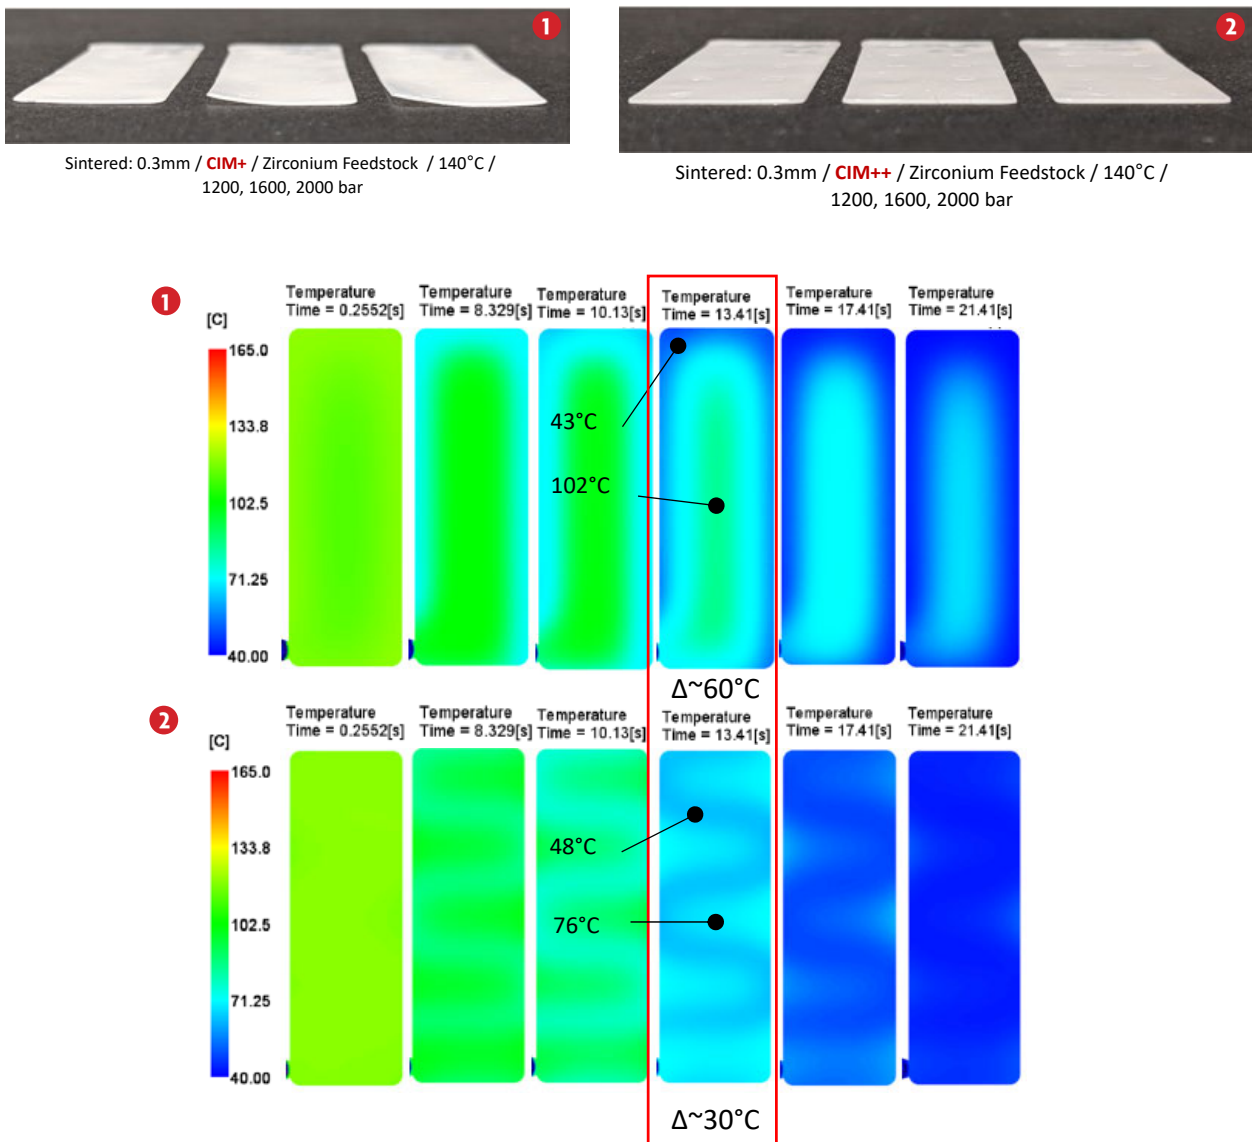 1
2
Sintered: 0.3mm / CIM+ / Zirconium Feedstock / 140°C /
1200, 1600, 2000 bar
Sintered: 0.3mm / CIM++ / Zirconium Feedstock / 140°C /
1200, 1600, 2000 bar
1
[C]
165.0
133.8
102.5
71.25
40.00
Temperature
Time = 0.2552[s]
Temperature
Time = 8.329[s]
Temperature
Time = 10.13[s]
Temperature
Time = 13.41[s]
Temperature
Time = 17.41[s]
Temperature
Time = 21.41[s]
43°C
102°C
Δ~60°C
2
[C]
165.0
133.8
102.5
71.25
40.00
Temperature
Time = 0.2552[s]
Temperature
Time = 8.329[s]
Temperature
Time = 10.13[s]
Temperature
Time = 13.41[s]
Temperature
Time = 17.41[s]
Temperature
Time = 21.41[s]
48°C
76°C
Δ~30°C